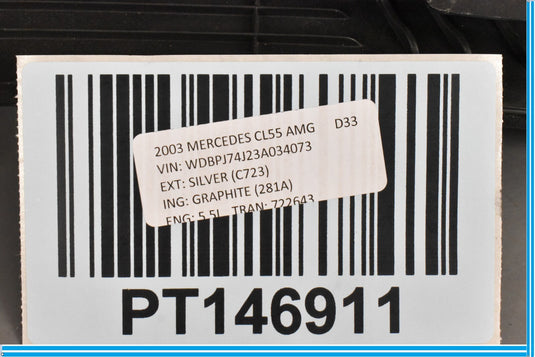 2003 MERCEDES CL55 AMG D33
VIN: WDBPJ74J23A034073
EXT: SILVER (C723)
ING: GRAPHITE (281A)
ENG: 5.5L TRAN: 722643
PT146911